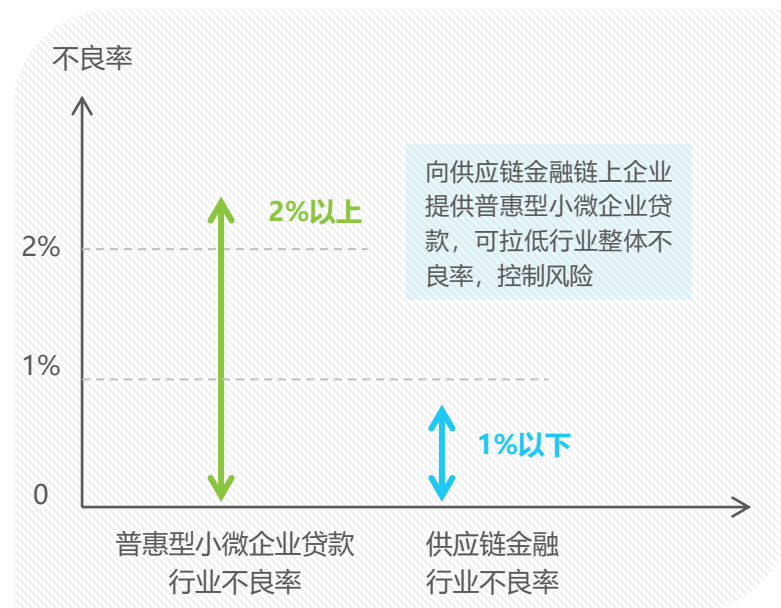 不良率
向供应链金融链上企业
提供普惠型小微企业贷
款，可拉低行业整体不
良率，控制风险
2%以上
2%
1%
1%以下
0
普惠型小微企业贷款
行业不良率
供应链金融
行业不良率